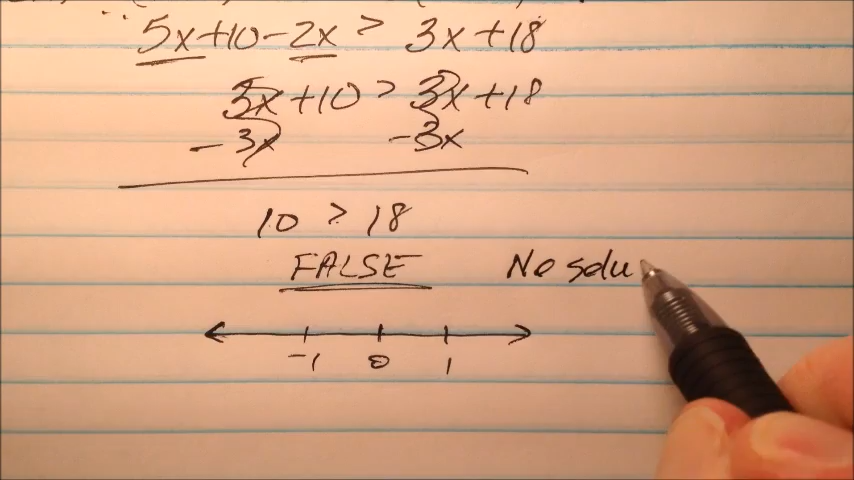 5x+10-2x > 3x+18
3x+10 > 3x+18
-3x -3x
10 > 18
FALSE No solu
-1 0 1